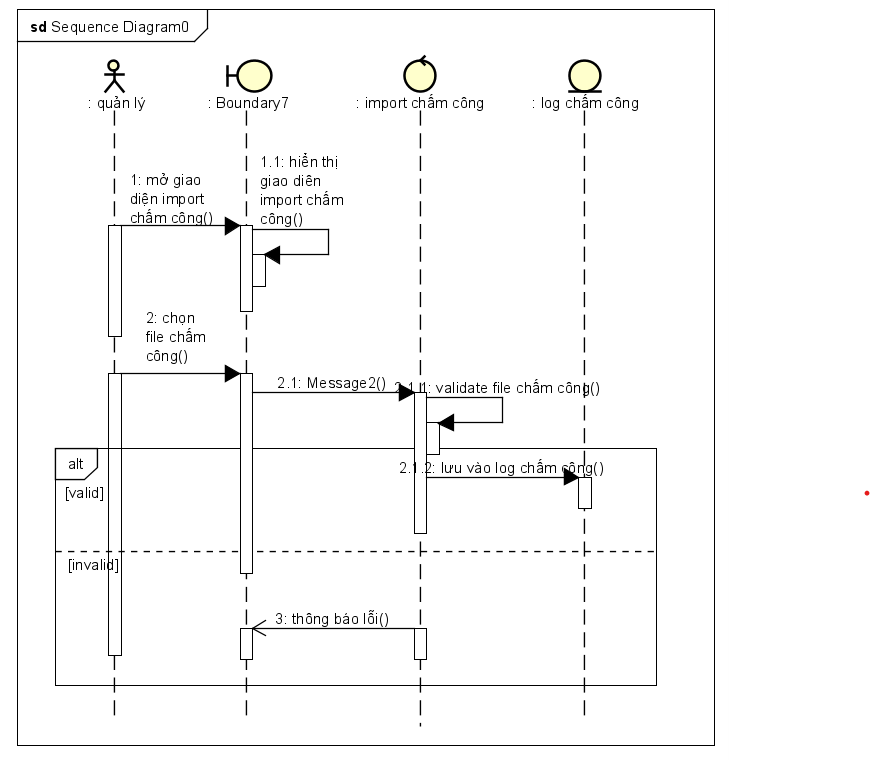 sd Sequence Diagram0
: quản lý
: Boundary7
: import chấm công
: log chấm công
1: mở giao
diện import
chấm công()
1.1: hiển thị
giao diên
import chấm
công()
2: chọn
file chấm
công()
2.1: Message2()
2.1.1: validate file chấm công()
alt
[valid]
2.1.2: lưu vào log chấm công()
[invalid]
3: thông báo lỗi()